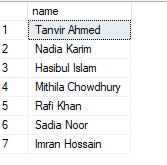 name
1 Tanvir Ahmed
2 Nadia Karim
3 Hasibul Islam
4 Mithila Chowdhury
5 Rafi Khan
6 Sadia Noor
7 Imran Hossain